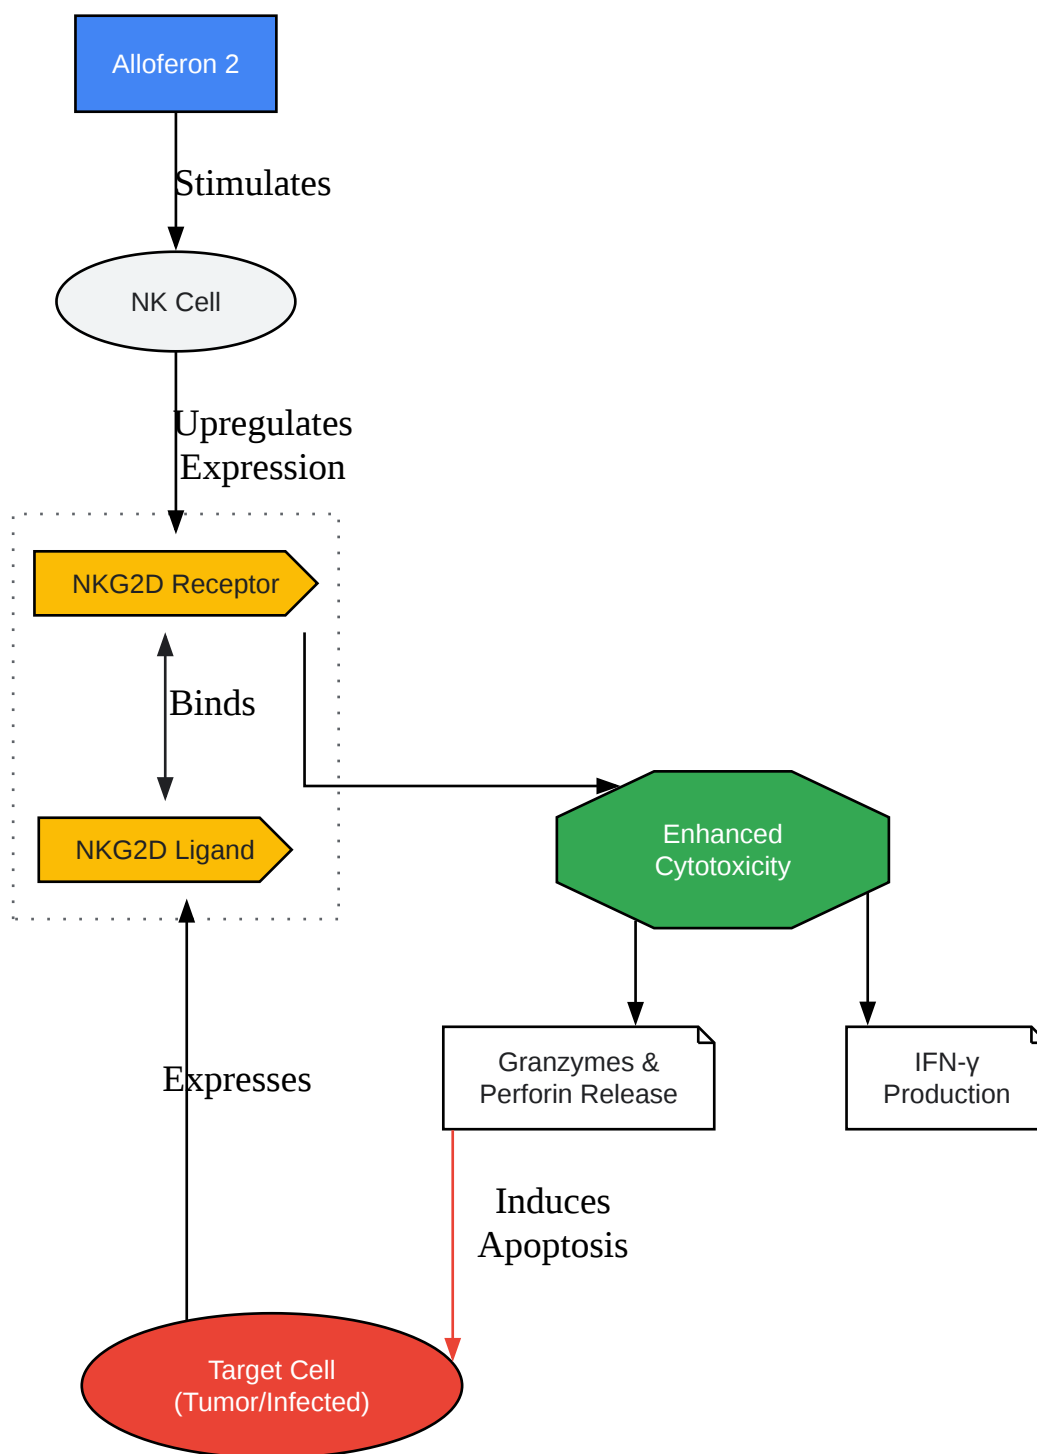 Alloferon 2
Stimulates
NK Cell
Upregulates
Expression
NKG2D Receptor
Binds
NKG2D Ligand
Enhanced
Cytotoxicity
Granzymes &
Perforin Release
IFN-γ
Production
Expresses
Induces
Apoptosis
Target Cell
(Tumor/Infected)